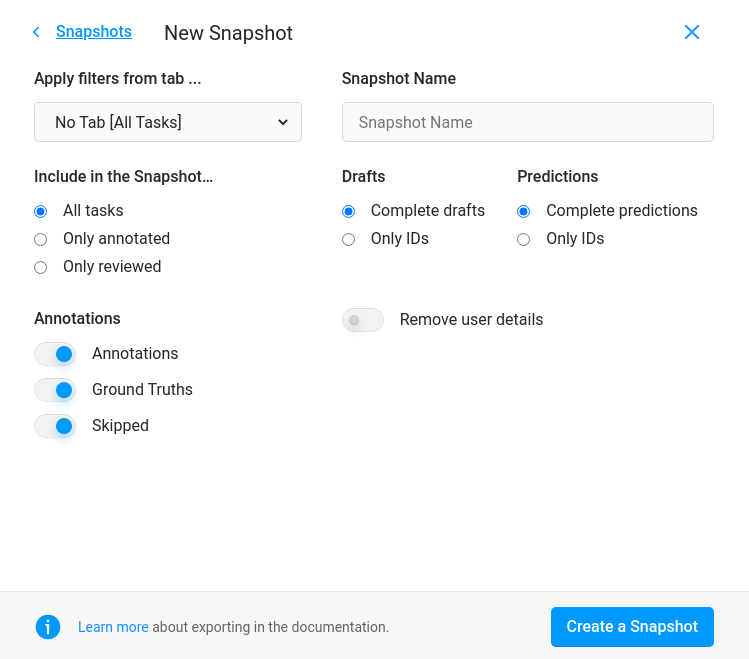 Snapshots New Snapshot
Apply filters from tab ...
No Tab [All Tasks]
Snapshot Name
Snapshot Name
Include in the Snapshot...
All tasks
Only annotated
Only reviewed
Drafts
Complete drafts
Only IDs
Predictions
Complete predictions
Only IDs
Annotations
Annotations
Ground Truths
Skipped
Remove user details
Learn more about exporting in the documentation.
Create a Snapshot